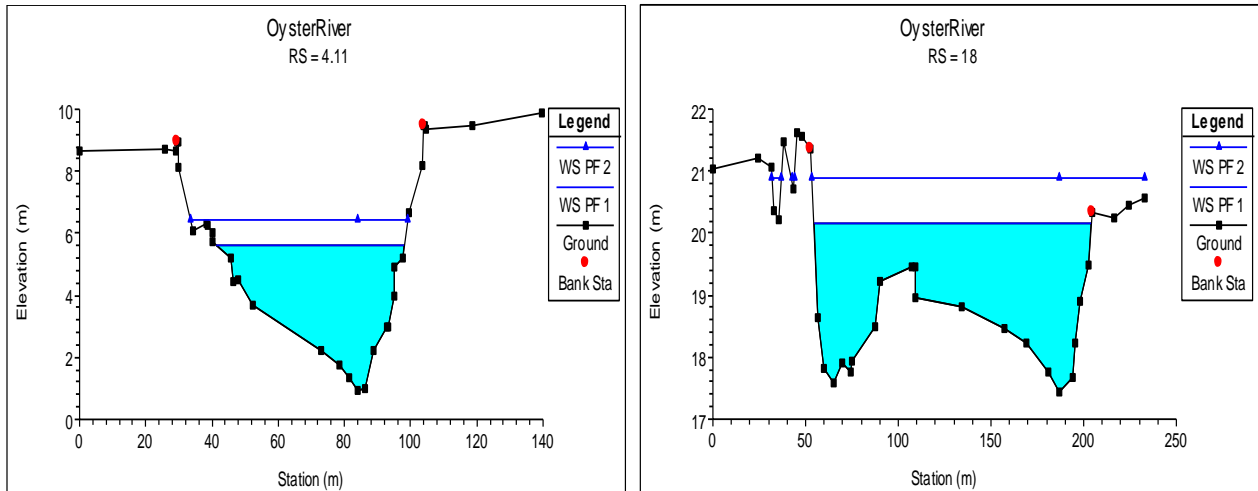 OysterRiver
RS = 4.11
Elevation (m)
10
8
6
4
2
0
0 20 40 60 80 100 120 140
Station (m)
Legend
WS PF 2
WS PF 1
Ground
Bank Sta
OysterRiver
RS = 18
Elevation (m)
22
21
20
19
18
17
0 50 100 150 200 250
Station (m)
Legend
WS PF 2
WS PF 1
Ground
Bank Sta